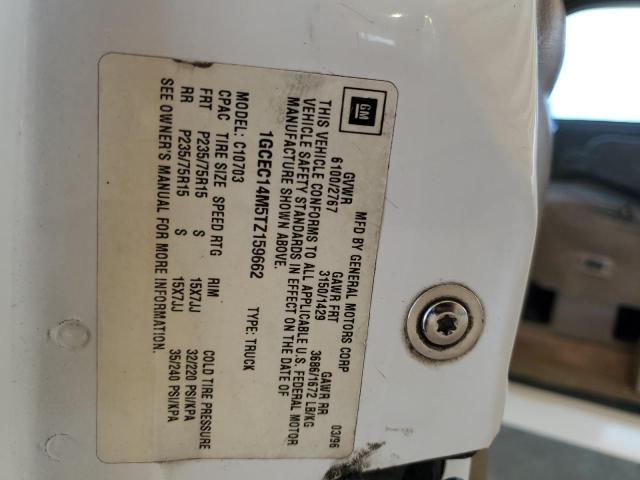 GM
MFD BY GENERAL MOTORS CORP 03/96
GVWR GAWR FRT GAWR RR
6100/2767 3150/1429 3686/1672 LB/KG
THIS VEHICLE CONFORMS TO ALL APPLICABLE U.S. FEDERAL MOTOR
VEHICLE SAFETY STANDARDS IN EFFECT ON THE DATE OF
MANUFACTURE SHOWN ABOVE.
1GCEC14M5TZ159662 TYPE: TRUCK
MODEL: C10703
CPAC TIRE SIZE SPEED RTG RIM COLD TIRE PRESSURE
FRT P235/75R15 S 15X7JJ 32/220 PSI/KPA
RR P235/75R15 S 15X7JJ 35/240 PSI/KPA
SEE OWNER'S MANUAL FOR MORE INFORMATION.